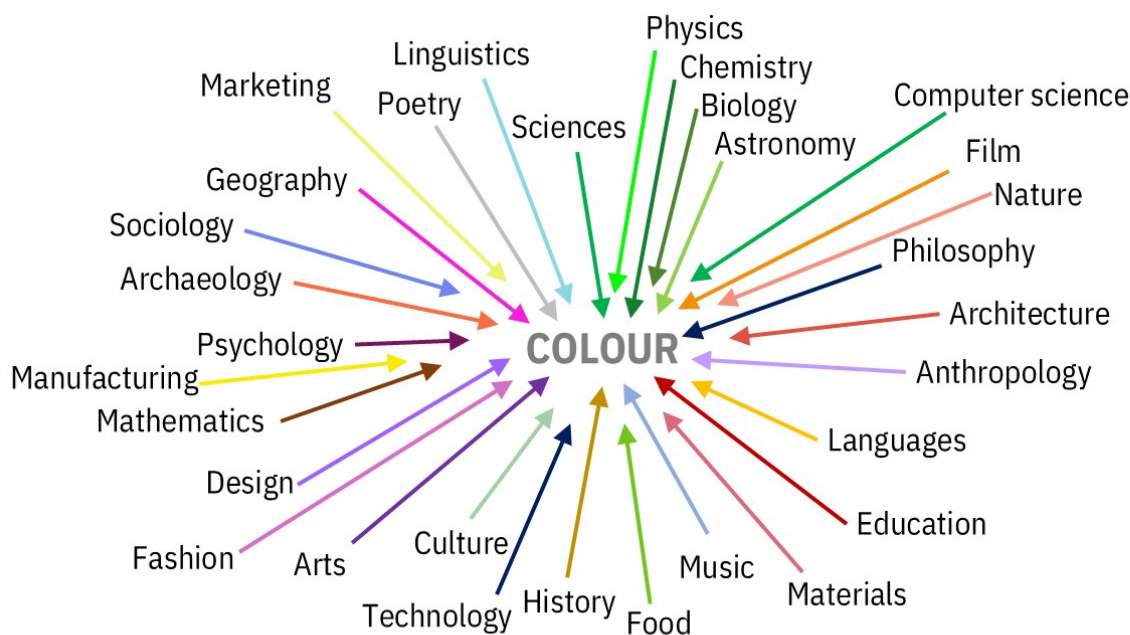 Physics
Linguistics
Chemistry
Marketing
Poetry
Biology
Computer science
Sciences
Astronomy
Film
Geography
Nature
Sociology
Philosophy
Archaeology
Architecture
Psychology
COLOUR
Manufacturing
Anthropology
Mathematics
Languages
Design
Education
Culture
Fashion
Arts
Music
Materials
Technology
History
Food